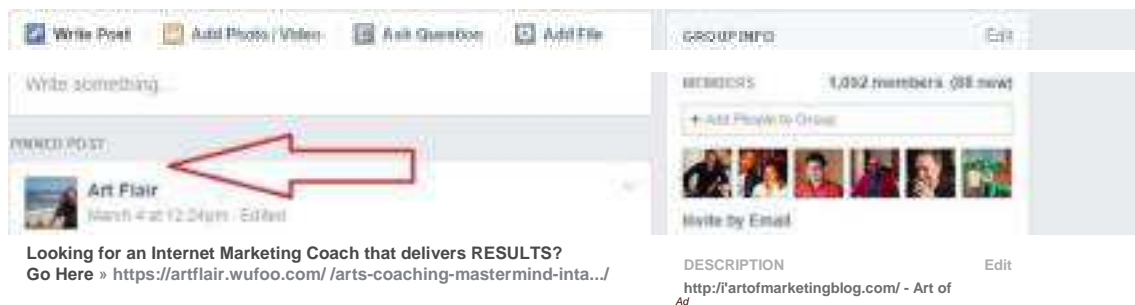 Write Post Add Photo / Video Ask Question Add File
Write something...
PINNED POST
Art Flair
March 4 at 12:24pm · Edited
Looking for an Internet Marketing Coach that delivers RESULTS?
Go Here » https://artflair.wufoo.com/ /arts-coaching-mastermind-inta.../
GROUP INFO Edit
MEMBERS 1,092 members (88 new)
+ Add People to Group
Invite by Email
DESCRIPTION Edit
http:/i'artofmarketingblog.com/ - Art of
Ad